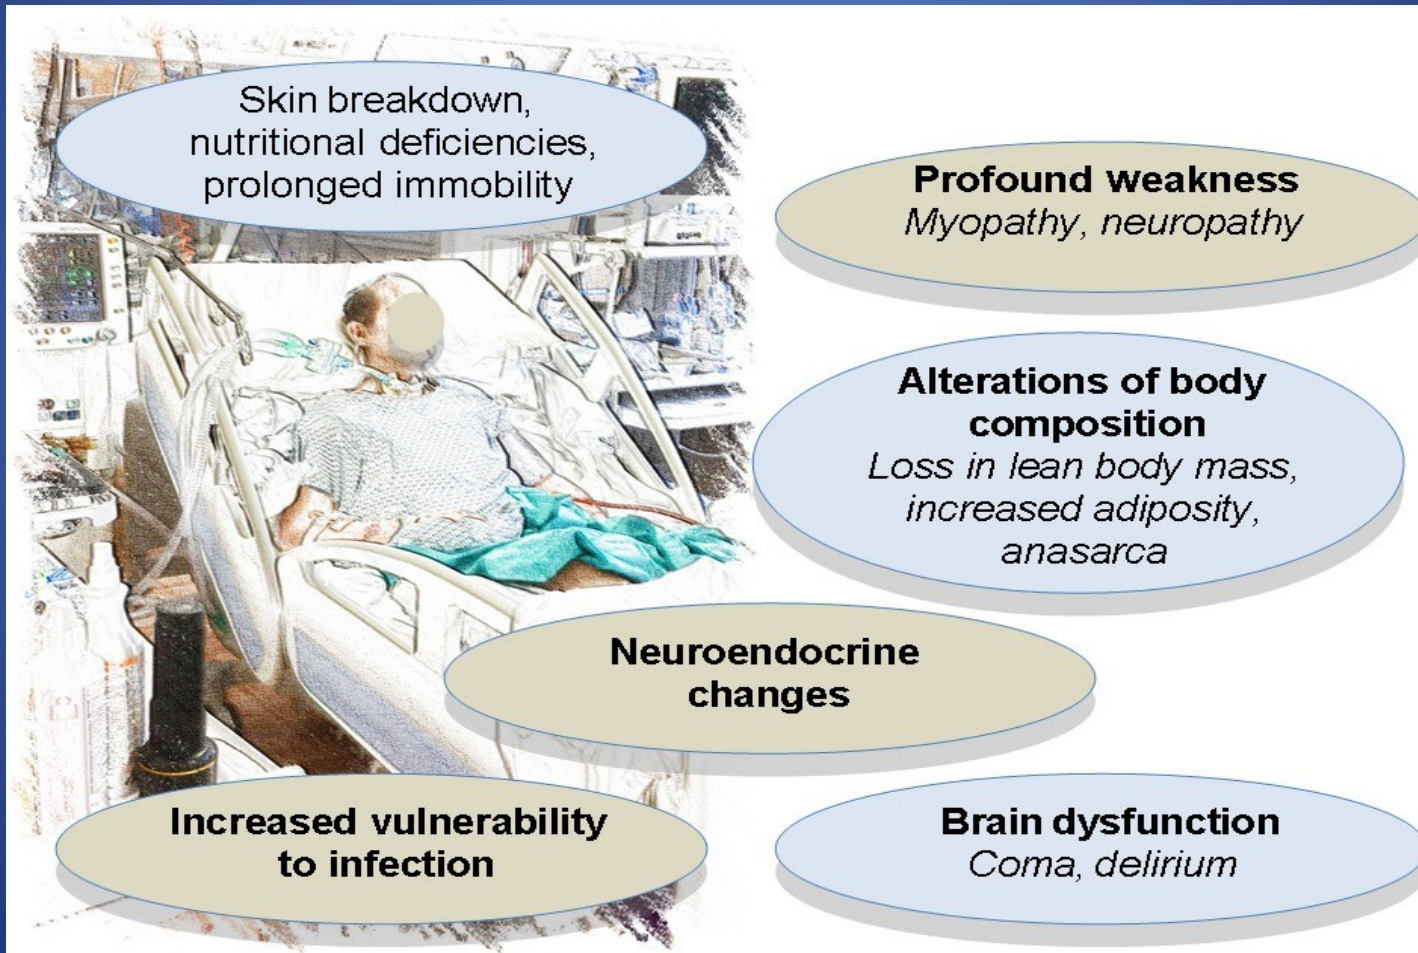 Skin breakdown,
nutritional deficiencies,
prolonged immobility
Profound weakness
Myopathy, neuropathy
Alterations of body
composition
Loss in lean body mass,
increased adiposity,
anasarca
Neuroendocrine
changes
Increased vulnerability
to infection
Brain dysfunction
Coma, delirium